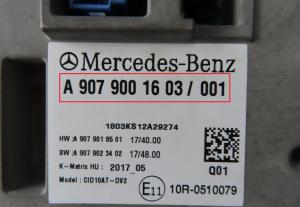 Mercedes-Benz
A 907 900 16 03 / 001
1803KS12A29274
HW: A 907 901 85 01 17/40.00
SW: A 907 902 34 02 17/48.00
K-Matrix HU : 2017_05
Model: CID10AT-DV2
Q01
E11 10R-0510079